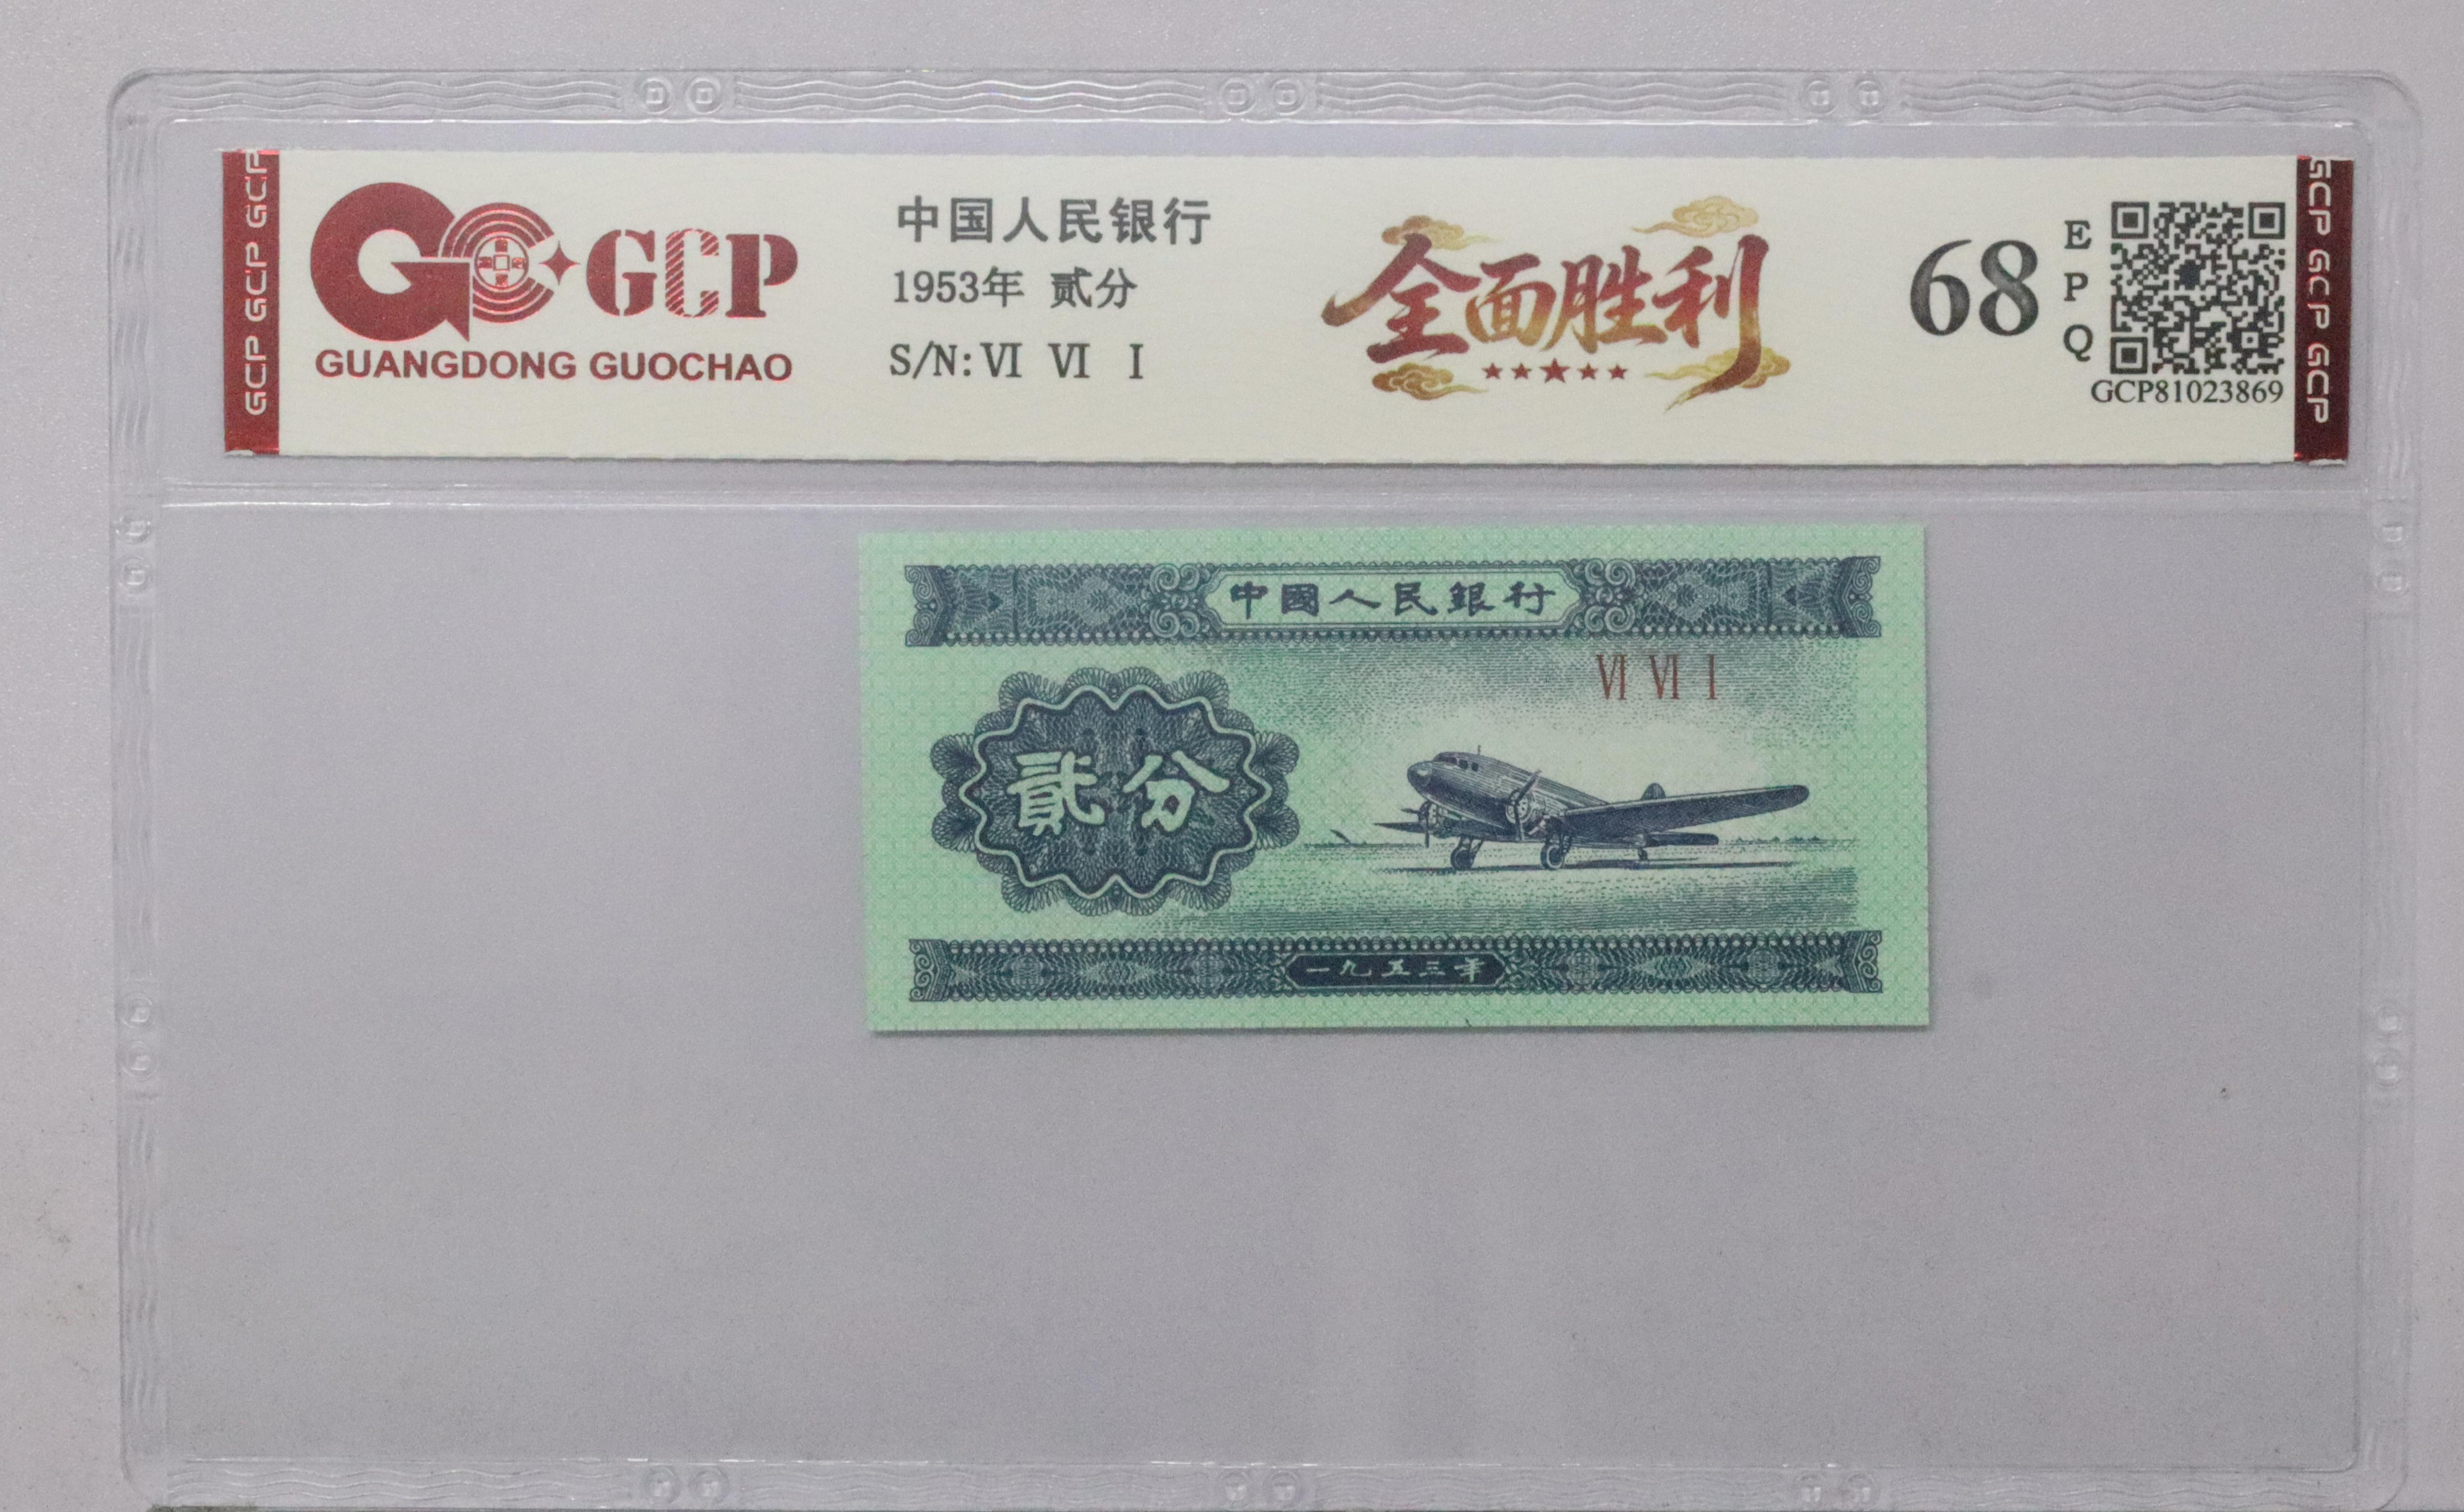 GCP GCP GCP
GCP
GUANGDONG GUOCHAO
中国人民银行
1953年 贰分
S/N: VI VI I
全面胜利
68
EPQ
GCP81023869
GCP GCP GCP
中國人民銀行
VI VI I
貳分
一九五三年